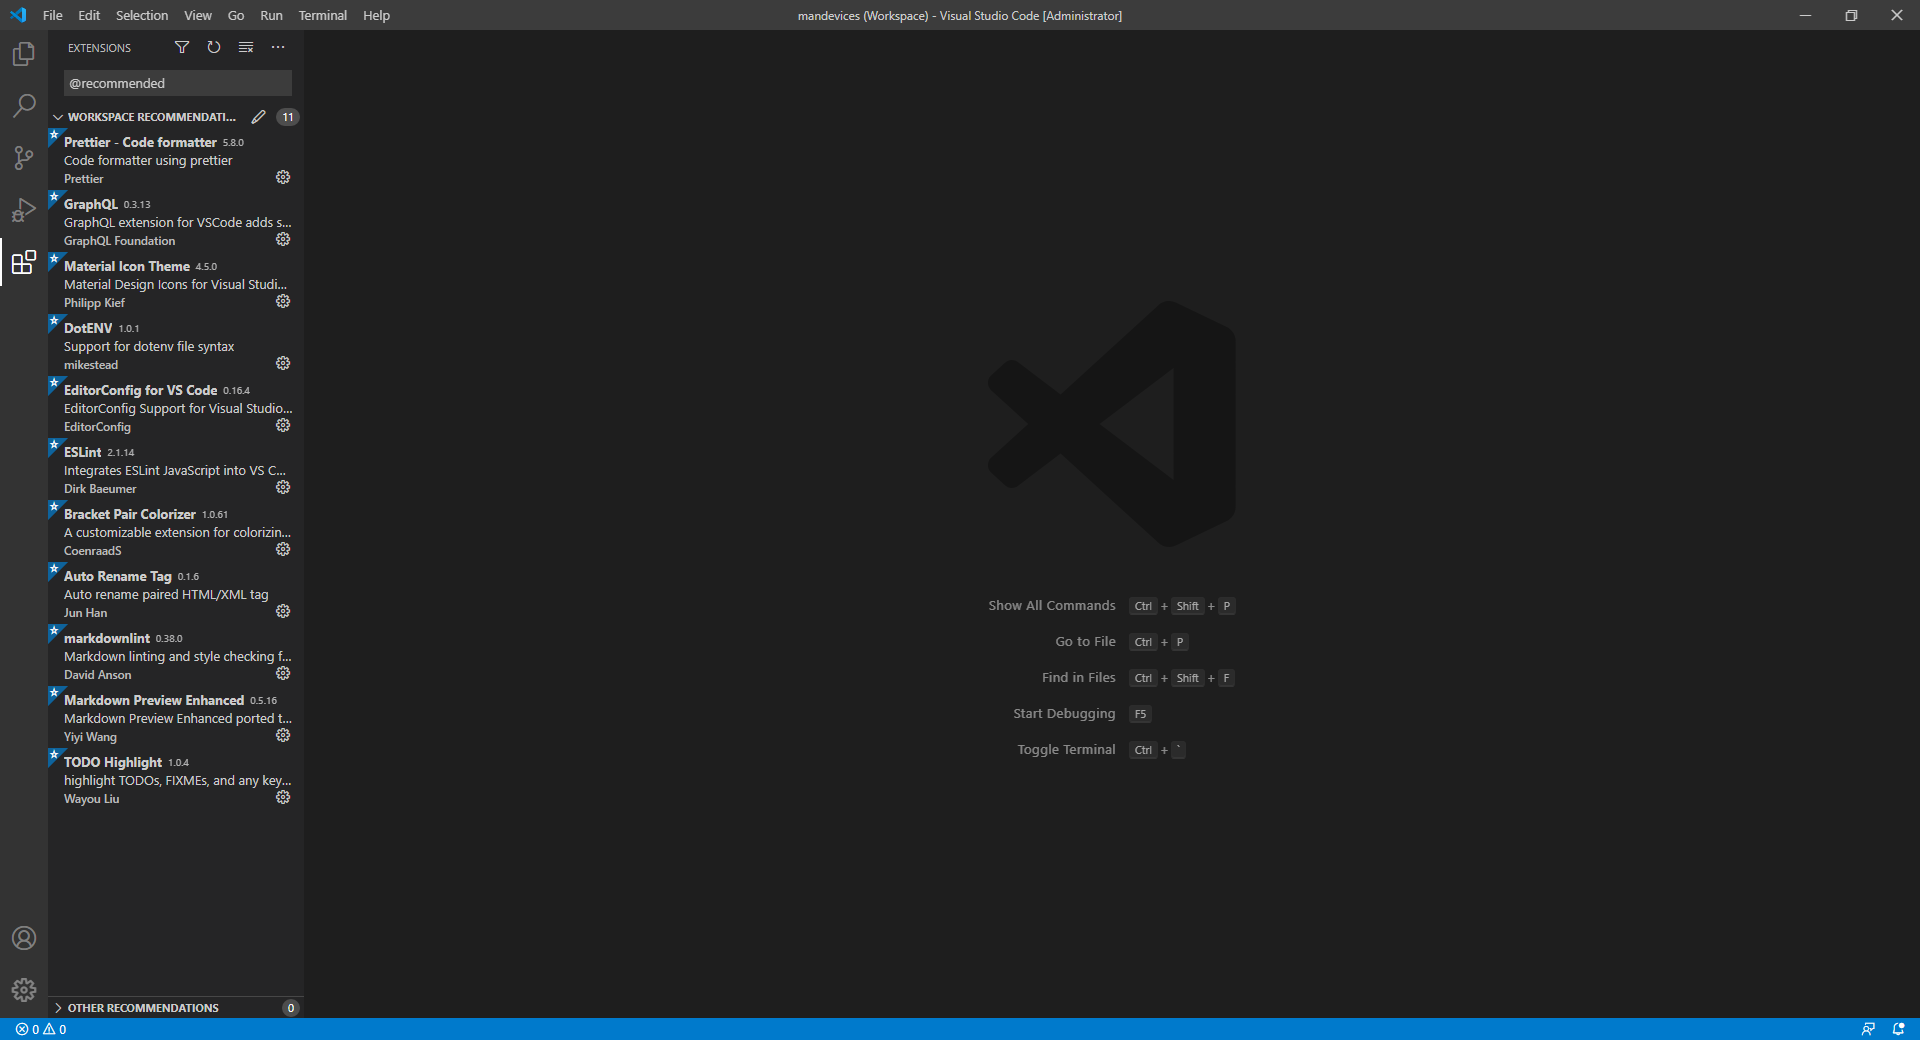 File Edit Selection View Go Run Terminal Help
mandevices (Workspace) - Visual Studio Code [Administrator]
EXTENSIONS
@recommended
WORKSPACE RECOMMENDATI... 11
Prettier - Code formatter 5.8.0
Code formatter using prettier
Prettier
GraphQL 0.3.13
GraphQL extension for VSCode adds s...
GraphQL Foundation
Material Icon Theme 4.5.0
Material Design Icons for Visual Studi...
Philipp Kief
DotENV 1.0.1
Support for dotenv file syntax
mikestead
EditorConfig for VS Code 0.16.4
EditorConfig Support for Visual Studio...
EditorConfig
ESLint 2.1.14
Integrates ESLint JavaScript into VS C...
Dirk Baeumer
Bracket Pair Colorizer 1.0.61
A customizable extension for colorizin...
CoenraadS
Auto Rename Tag 0.1.6
Auto rename paired HTML/XML tag
Jun Han
markdownlint 0.38.0
Markdown linting and style checking f...
David Anson
Markdown Preview Enhanced 0.5.16
Markdown Preview Enhanced ported t...
Yiyi Wang
TODO Highlight 1.0.4
highlight TODOs, FIXMEs, and any key...
Wayou Liu
OTHER RECOMMENDATIONS 0
Show All Commands Ctrl + Shift + P
Go to File Ctrl + P
Find in Files Ctrl + Shift + F
Start Debugging F5
Toggle Terminal Ctrl + `
0 0